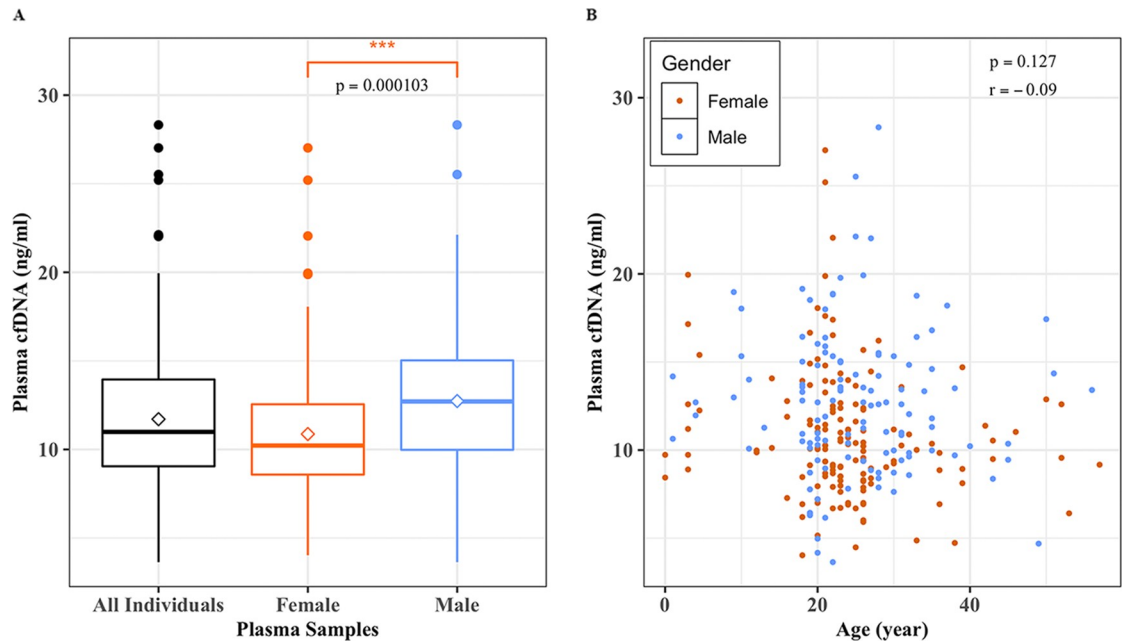 A
***
p = 0.000103
30
20
10
Plasma cfDNA (ng/ml)
All Individuals
Female
Male
Plasma Samples
B
Gender
Female
Male
p = 0.127
r = −0.09
30
20
10
Plasma cfDNA (ng/ml)
0
20
40
Age (year)